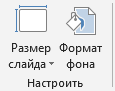 Размер Формат
слайда фона
Настроить